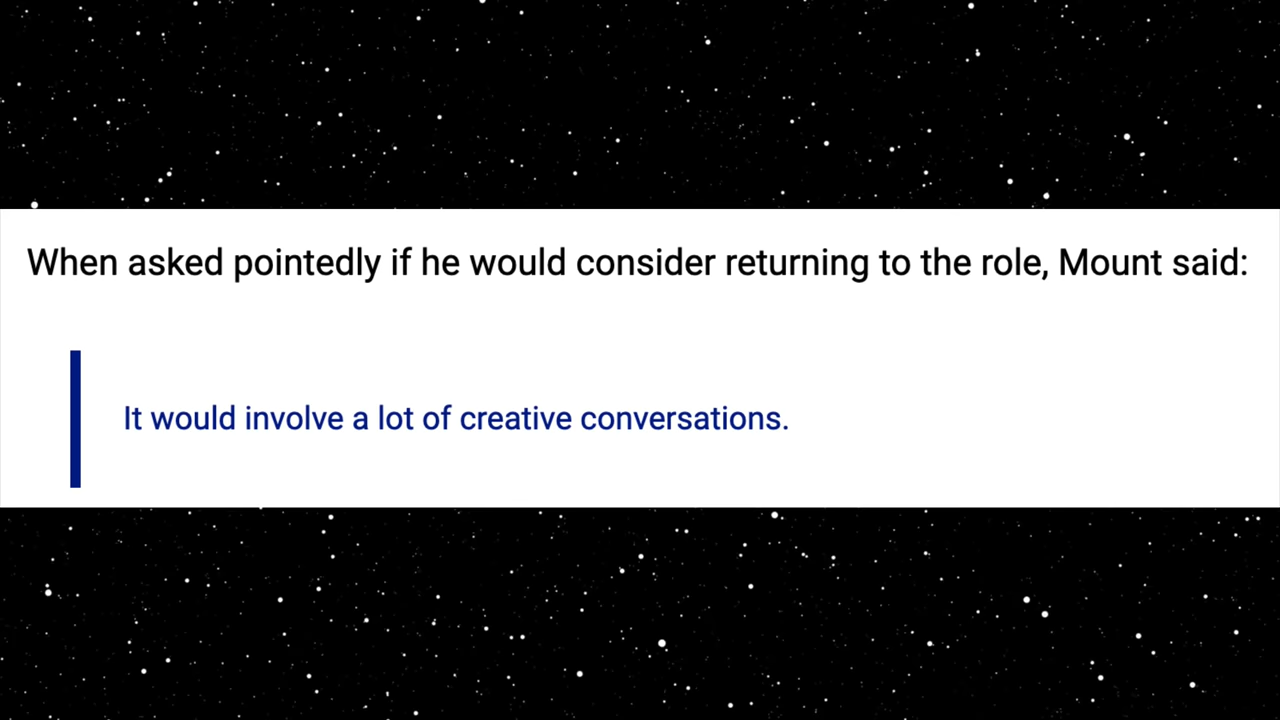 When asked pointedly if he would consider returning to the role, Mount said:
It would involve a lot of creative conversations.